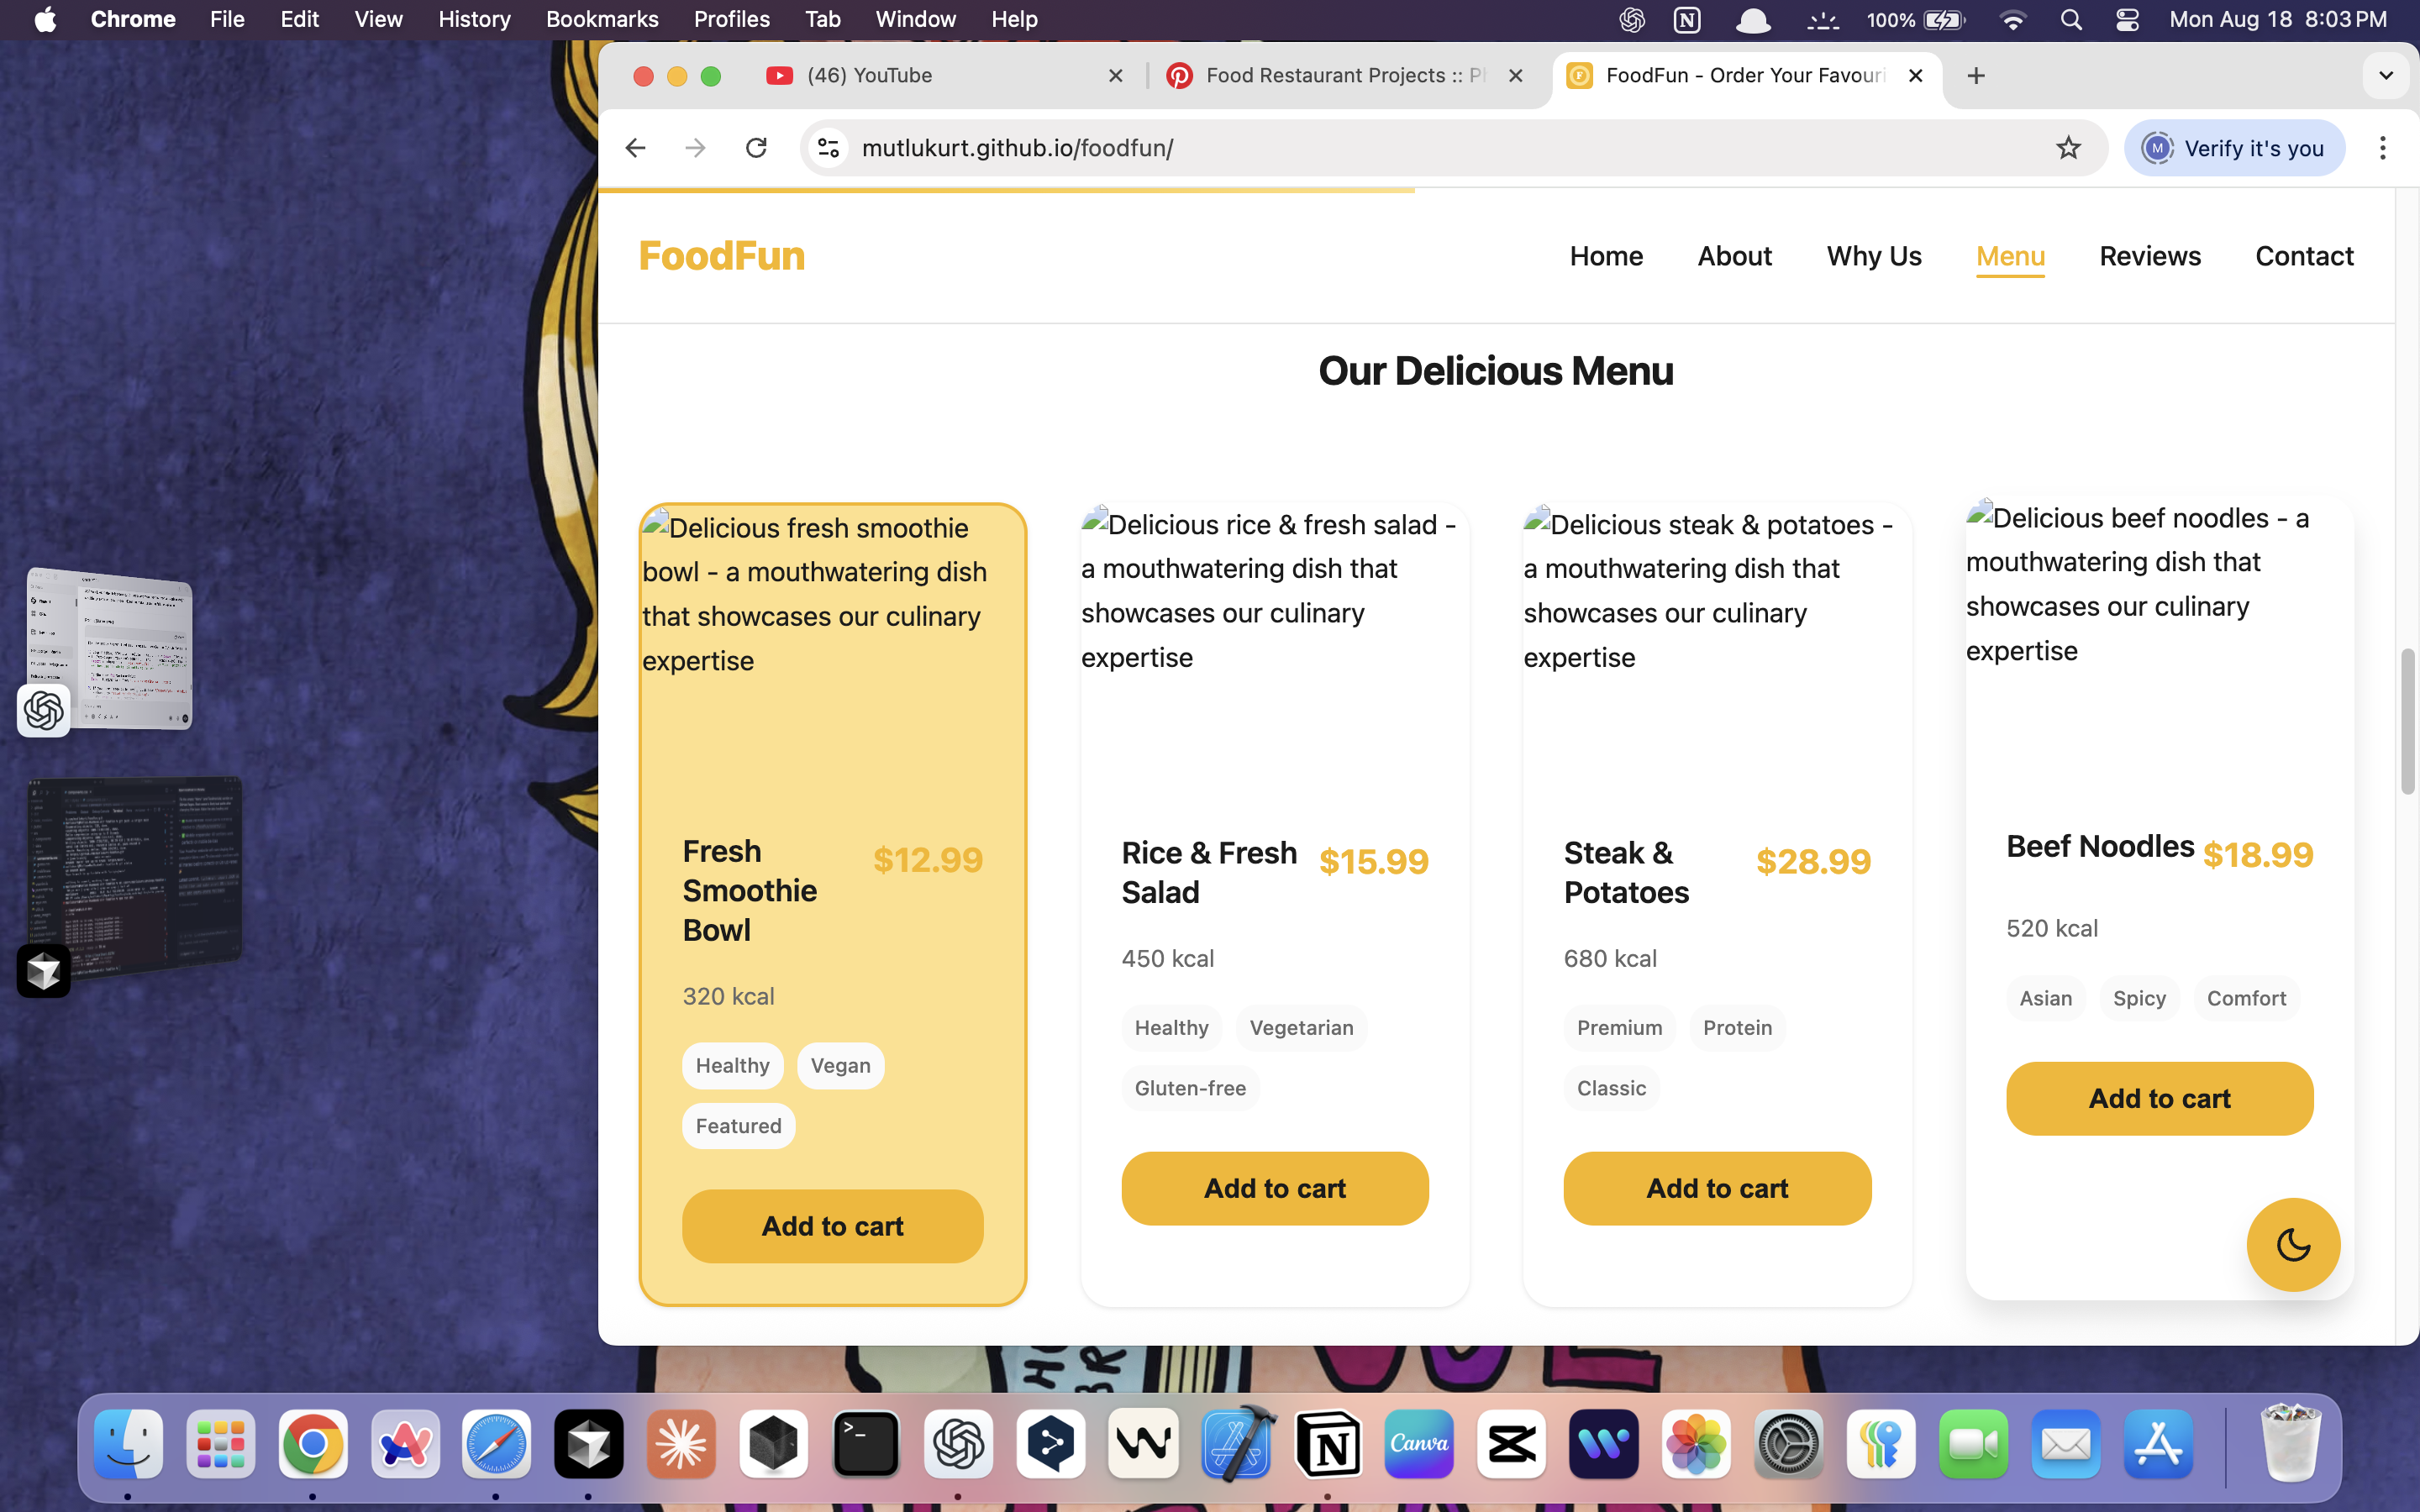 Chrome File Edit View History Bookmarks Profiles Tab Window Help 100% Mon Aug 18 8:03 PM
(46) YouTube
Food Restaurant Projects ::
FoodFun - Order Your Favouri
mutlukurt.github.io/foodfun/
M Verify it's you
FoodFun
Home About Why Us Menu Reviews Contact
Our Delicious Menu
Delicious fresh smoothie
bowl - a mouthwatering dish
that showcases our culinary
expertise
Fresh
Smoothie
Bowl
$12.99
320 kcal
Healthy Vegan
Featured
Add to cart
Delicious rice & fresh salad -
a mouthwatering dish that
showcases our culinary
expertise
Rice & Fresh
Salad
$15.99
450 kcal
Healthy Vegetarian
Gluten-free
Add to cart
Delicious steak & potatoes -
a mouthwatering dish that
showcases our culinary
expertise
Steak &
Potatoes
$28.99
680 kcal
Premium Protein
Classic
Add to cart
Delicious beef noodles - a
mouthwatering dish that
showcases our culinary
expertise
Beef Noodles
$18.99
520 kcal
Asian Spicy Comfort
Add to cart
Canva